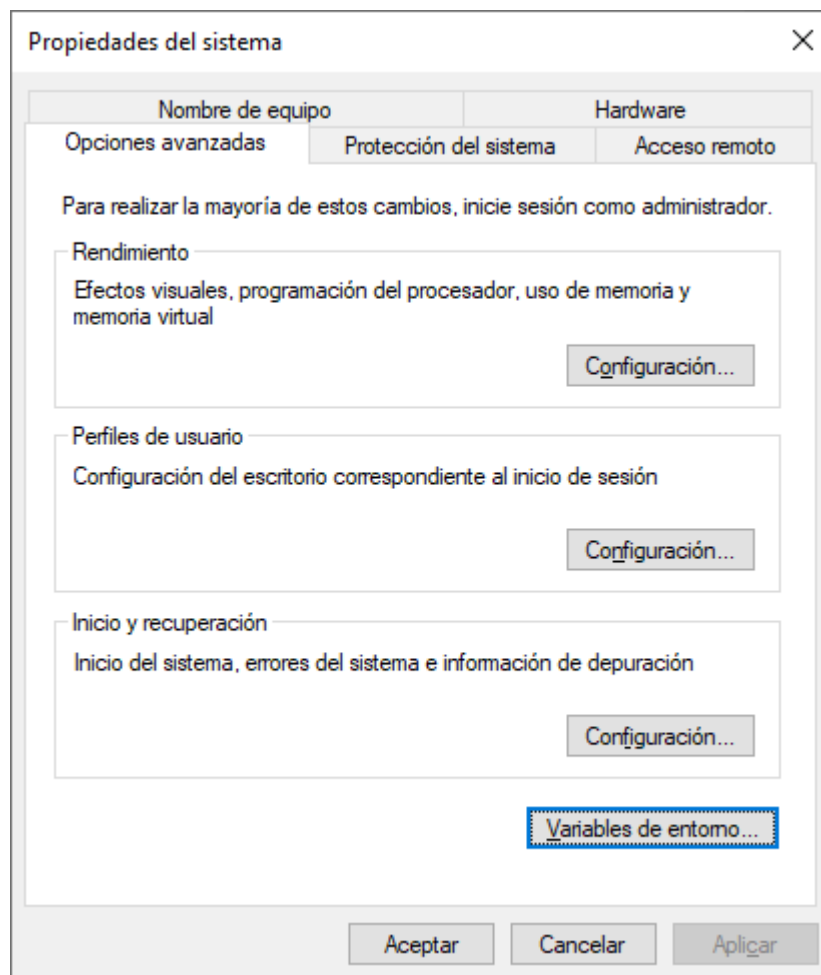 Propiedades del sistema
Nombre de equipo
Hardware
Opciones avanzadas
Protección del sistema
Acceso remoto
Para realizar la mayoría de estos cambios, inicie sesión como administrador.
Rendimiento
Efectos visuales, programación del procesador, uso de memoria y
memoria virtual
Configuración...
Perfiles de usuario
Configuración del escritorio correspondiente al inicio de sesión
Configuración...
Inicio y recuperación
Inicio del sistema, errores del sistema e información de depuración
Configuración...
Variables de entorno...
Aceptar
Cancelar
Aplicar